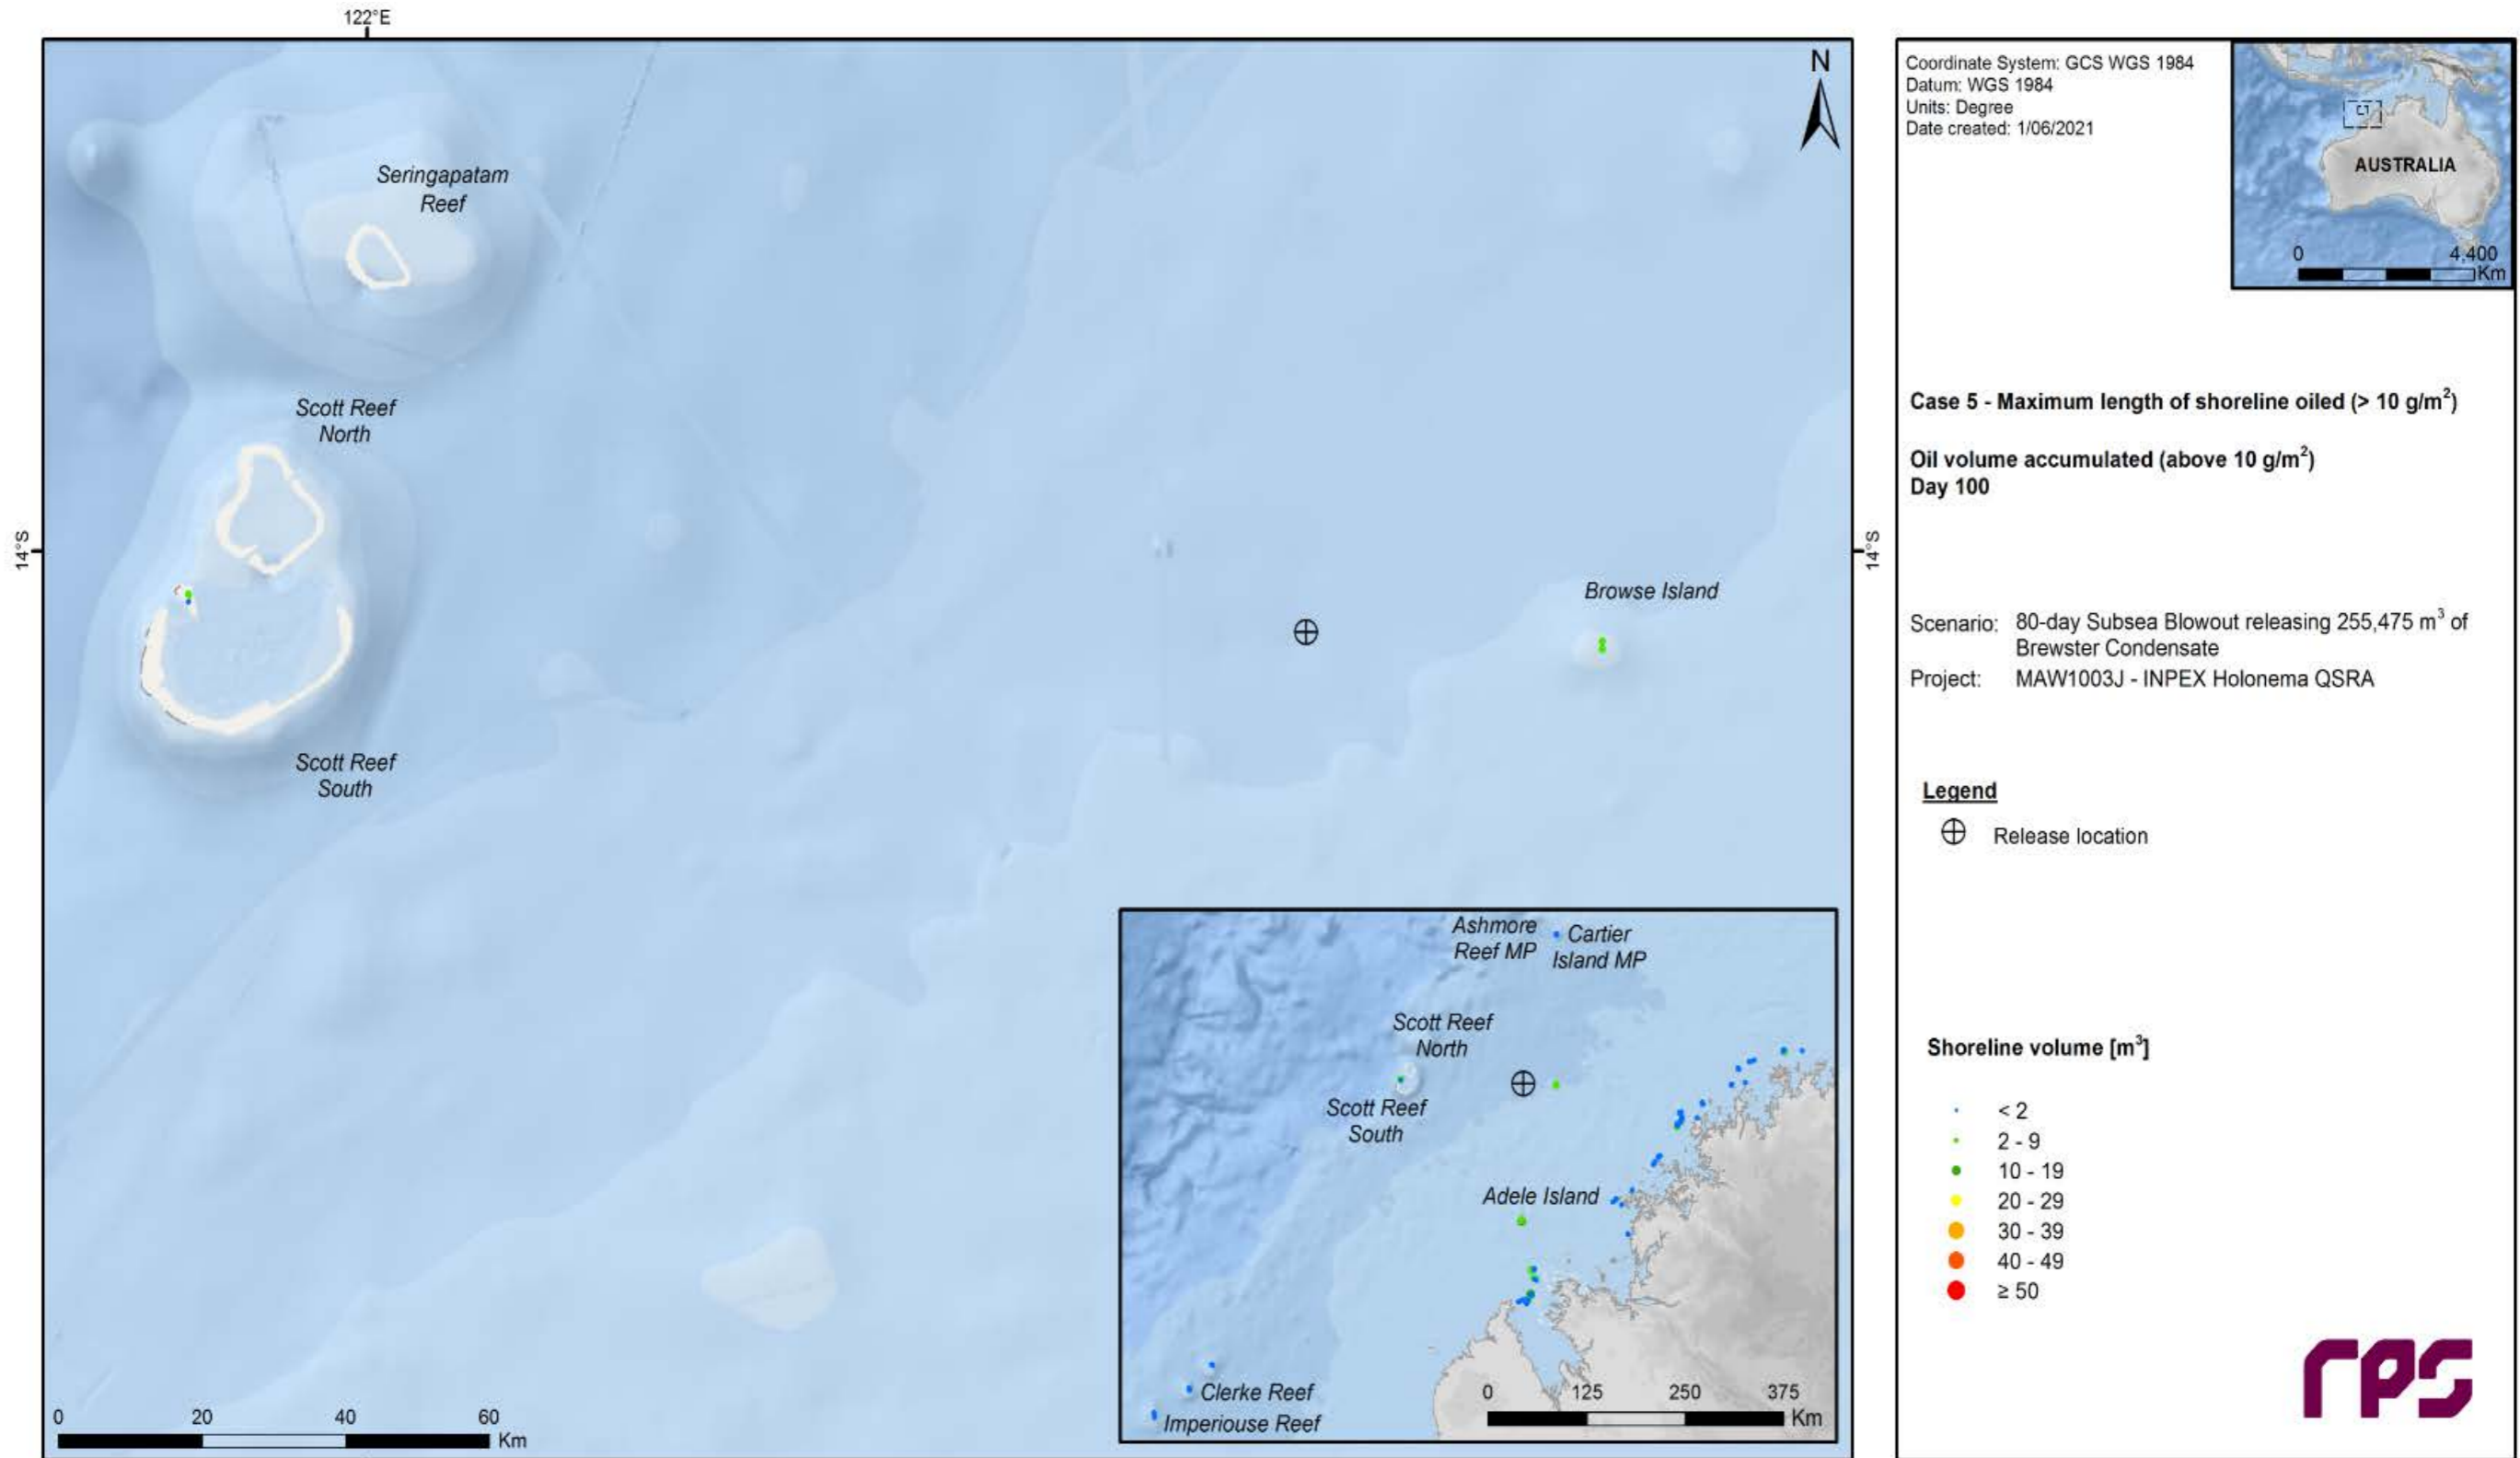 122°E
N
Seringapatam
Reef
Scott Reef
North
14°S
14°S
Browse Island
Scott Reef
South
0 20 40 60
Km
Ashmore
Reef MP
Cartier
Island MP
Scott Reef
North
Scott Reef
South
Adele Island
Clerke Reef
Imperiouse Reef
0 125 250 375
Km
Coordinate System: GCS WGS 1984
Datum: WGS 1984
Units: Degree
Date created: 1/06/2021
AUSTRALIA
0 4,400
Km
Case 5 - Maximum length of shoreline oiled (> 10 g/m²)
Oil volume accumulated (above 10 g/m²)
Day 100
Scenario: 80-day Subsea Blowout releasing 255,475 m³ of
Brewster Condensate
Project: MAW1003J - INPEX Holonema QSRA
Legend
Release location
Shoreline volume [m³]
< 2
2 - 9
10 - 19
20 - 29
30 - 39
40 - 49
≥ 50
rps